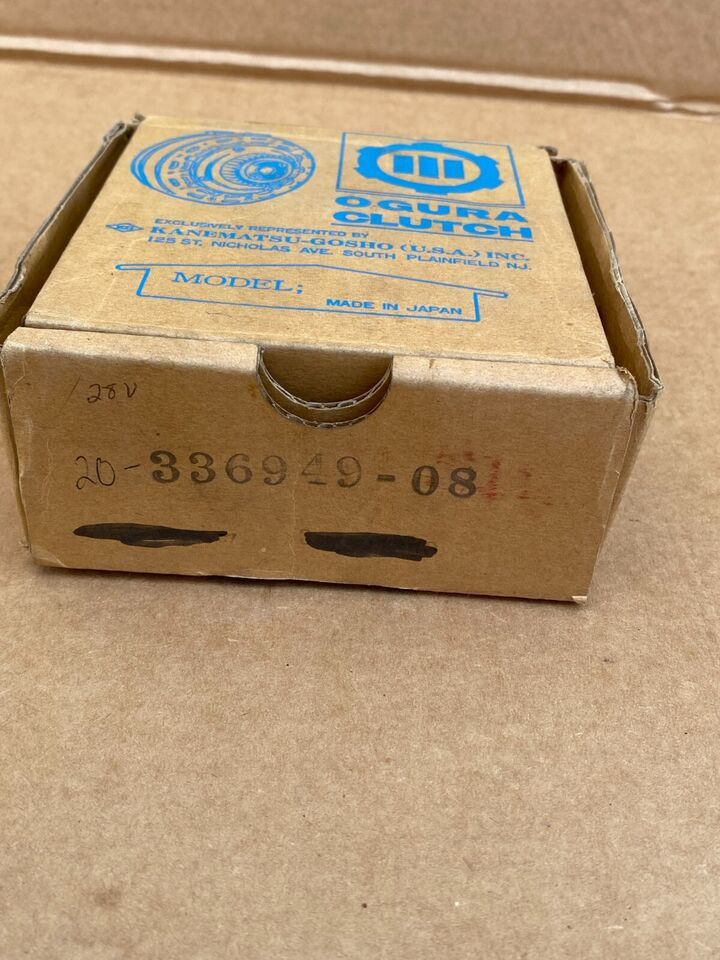 OGURA
CLUTCH
EXCLUSIVELY REPRESENTED BY
KANEMATSU-GOSHO (U.S.A.) INC.
125 ST. NICHOLAS AVE. SOUTH PLAINFIELD NJ.
MODEL;
MADE IN JAPAN
28V
20-336949-08